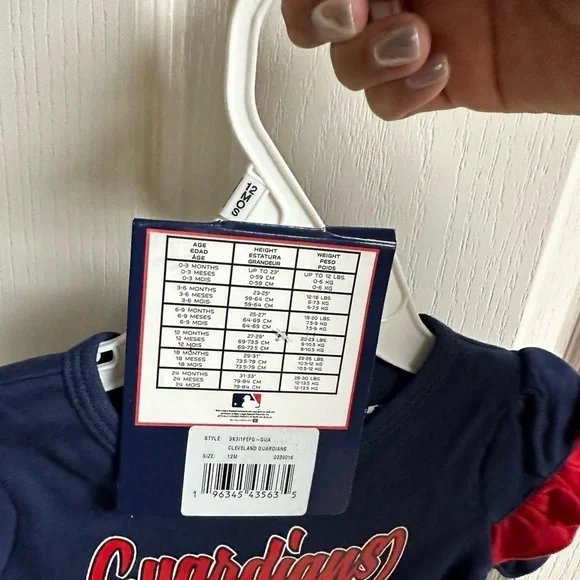 12MOS
AGE HEIGHT WEIGHT
EDAD ESTATURA PESO
ÂGE GRANDEUR POIDS
0-3 MONTHS UP TO 23" UP TO 12 LBS.
0-3 MESES 0-59 CM 0-6 KG
0-3 MOIS 0-59 CM 0-6 KG
3-6 MONTHS 23-25" 12-16 LBS.
3-6 MESES 59-64 CM 6-7.5 KG
3-6 MOIS 59-64 CM 6-7.5 KG
6-9 MONTHS 25-27" 16-20 LBS.
6-9 MESES 64-69 CM 7.5-9 KG
6-9 MOIS 64-69 CM 7.5-9 KG
12 MONTHS 27-29" 20-23 LBS.
12 MESES 69-73.5 CM 9-10.5 KG
12 MOIS 69-73.5 CM 9-10.5 KG
18 MONTHS 29-31" 23-26 LBS.
18 MESES 73.5-79 CM 10.5-12 KG
18 MOIS 73.5-79 CM 10.5-12 KG
24 MONTHS 31-33" 26-30 LBS.
24 MESES 79-84 CM 12-13.5 KG
24 MOIS 79-84 CM 12-13.5 KG
STYLE: 9K3I1FEPG-GUA
CLEVELAND GUARDIANS
SIZE: 12M
1 96345 43563 5
Guardians